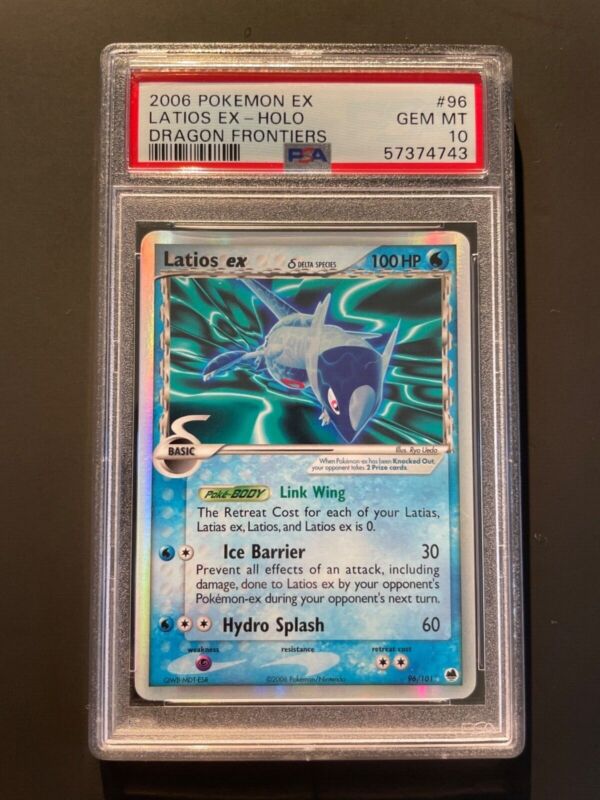 2006 POKEMON EX #96
LATIOS EX-HOLO GEM MT
DRAGON FRONTIERS 10
PSA 57374743
Latios ex δ DELTA SPECIES 100 HP
BASIC
Illus. Ryo Ueda
When Pokémon-ex has been Knocked Out,
your opponent takes 2 Prize cards.
Poké-BODY Link Wing
The Retreat Cost for each of your Latias,
Latias ex, Latios, and Latios ex is 0.
Ice Barrier 30
Prevent all effects of an attack, including
damage, done to Latios ex by your opponent's
Pokémon-ex during your opponent's next turn.
Hydro Splash 60
weakness resistance retreat cost
©2006 Pokémon/Nintendo 96/101
PSA